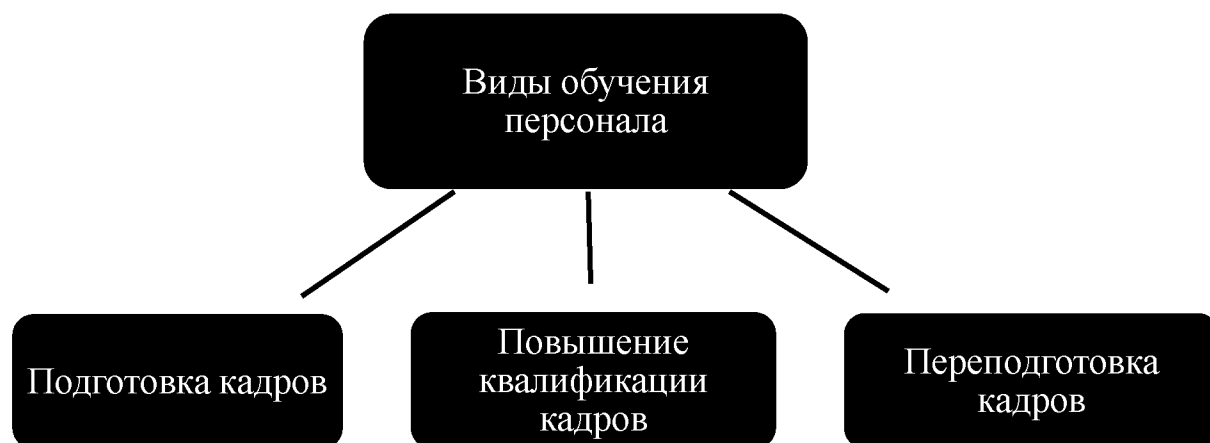 Виды обучения
персонала
Подготовка кадров
Повышение
квалификации
кадров
Переподготовка
кадров